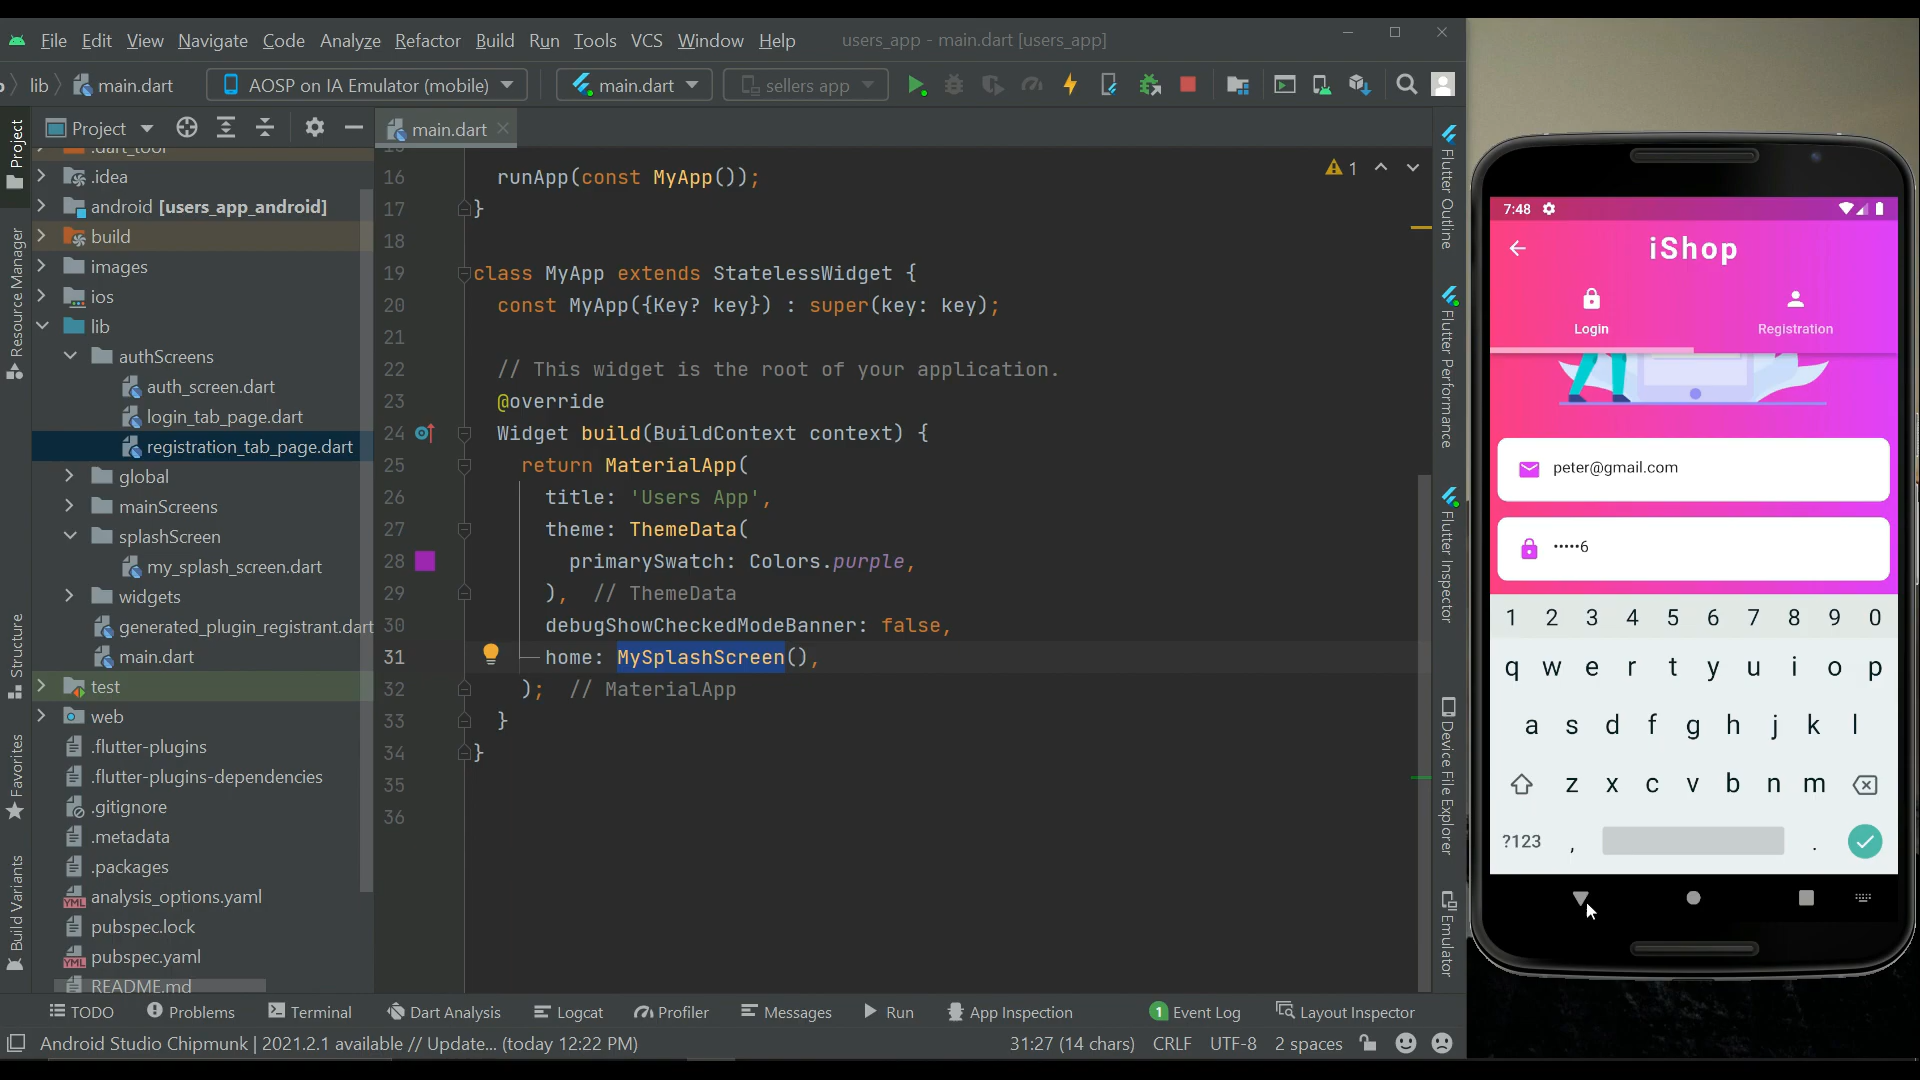 File Edit View Navigate Code Analyze Refactor Build Run Tools VCS Window Help users_app - main.dart [users_app]
lib main.dart AOSP on IA Emulator (mobile) main.dart sellers app
Project
main.dart
.dart_tool
.idea
android [users_app_android]
build
images
ios
lib
authScreens
auth_screen.dart
login_tab_page.dart
registration_tab_page.dart
global
mainScreens
splashScreen
my_splash_screen.dart
widgets
generated_plugin_registrant.dart
main.dart
test
web
.flutter-plugins
.flutter-plugins-dependencies
.gitignore
.metadata
.packages
analysis_options.yaml
pubspec.lock
pubspec.yaml
README.md
Project
Resource Manager
Structure
Favorites
Build Variants
1
16 runApp(const MyApp());
17 }
18
19 class MyApp extends StatelessWidget {
20 const MyApp({Key? key}) : super(key: key);
21
22 // This widget is the root of your application.
23 @override
24 Widget build(BuildContext context) {
25 return MaterialApp(
26 title: 'Users App',
27 theme: ThemeData(
28 primarySwatch: Colors.purple,
29 ), // ThemeData
30 debugShowCheckedModeBanner: false,
31 home: MySplashScreen(),
32 ); // MaterialApp
33 }
34 }
35
36
Flutter Outline
Flutter Performance
Flutter Inspector
Device File Explorer
Emulator
7:48
iShop
Login
Registration
peter@gmail.com
•••••6
1 2 3 4 5 6 7 8 9 0
q w e r t y u i o p
a s d f g h j k l
z x c v b n m
?123 , .
TODO Problems Terminal Dart Analysis Logcat Profiler Messages Run App Inspection 1 Event Log Layout Inspector
Android Studio Chipmunk | 2021.2.1 available // Update... (today 12:22 PM) 31:27 (14 chars) CRLF UTF-8 2 spaces